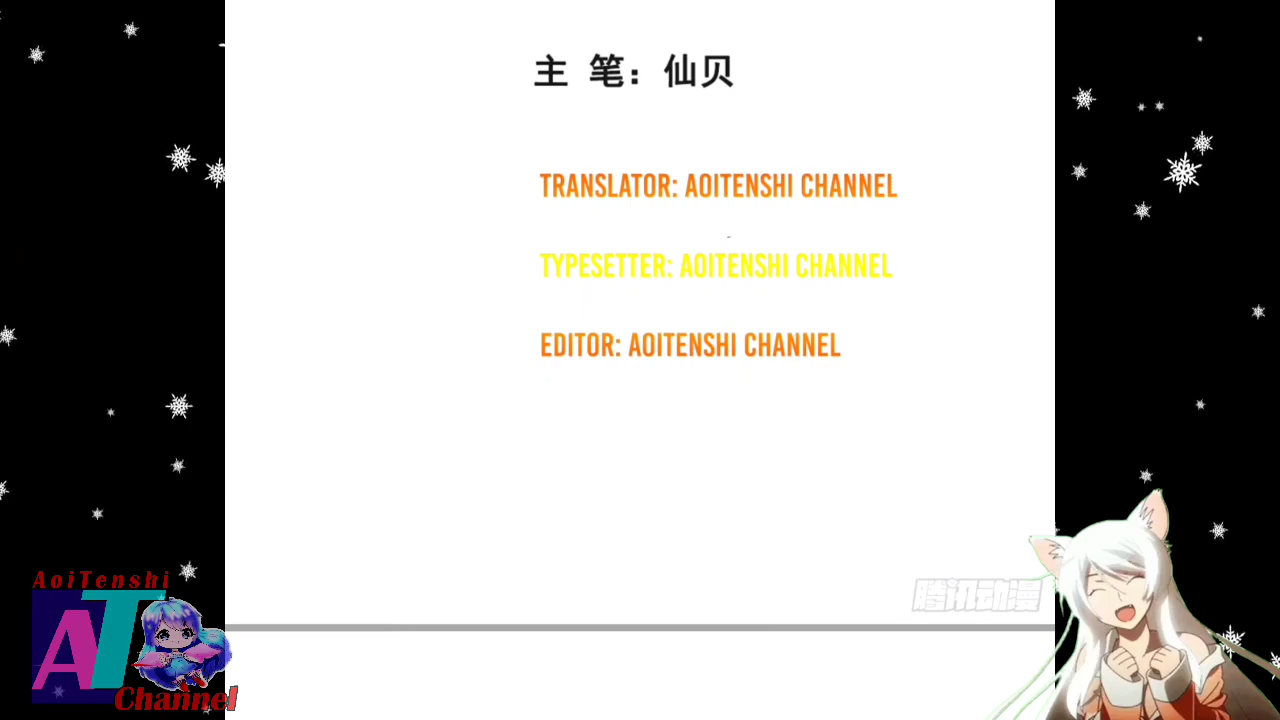 主 笔：仙贝
TRANSLATOR: AOITENSHI CHANNEL
TYPESETTER: AOITENSHI CHANNEL
EDITOR: AOITENSHI CHANNEL
腾讯动漫
AoiTenshi
AT
Channel